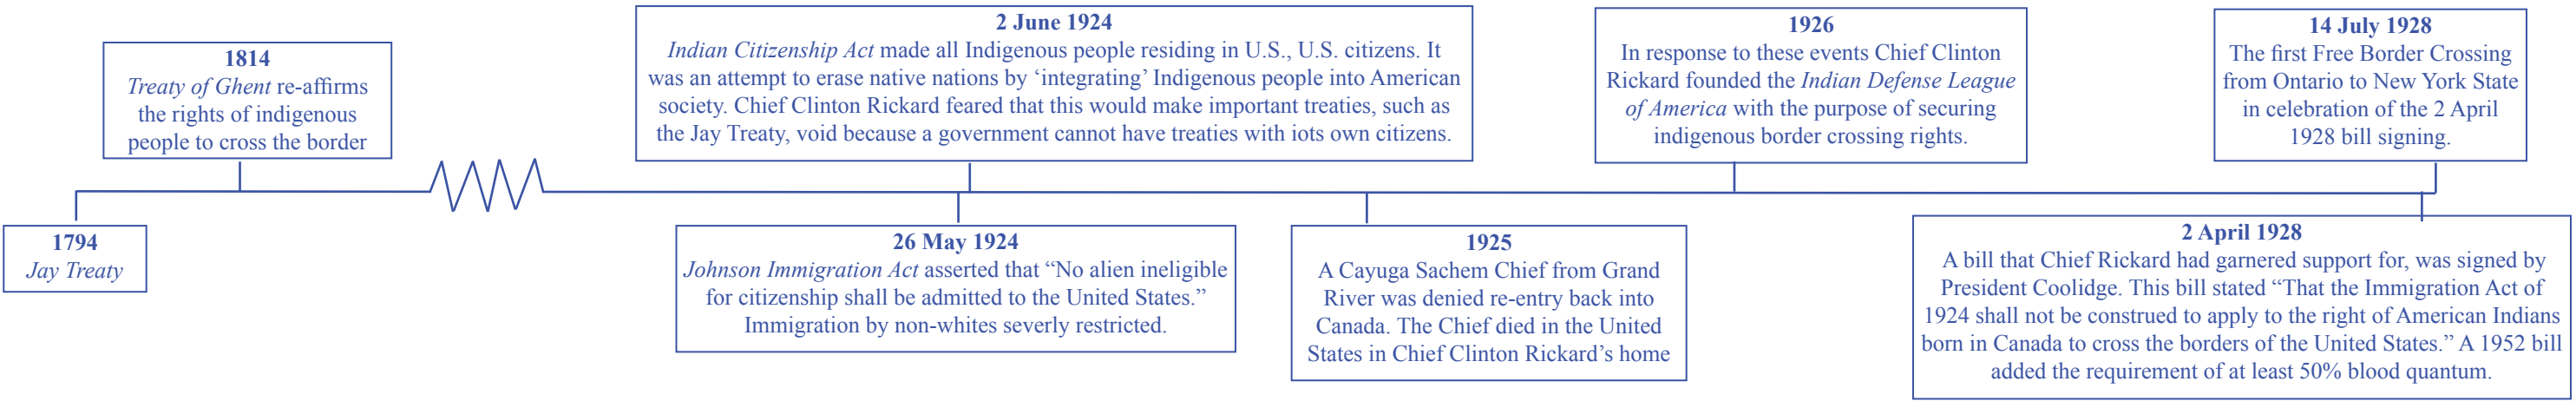 1794
Jay Treaty
1814
Treaty of Ghent re-affirms
the rights of indigenous
people to cross the border
26 May 1924
Johnson Immigration Act asserted that “No alien ineligible
for citizenship shall be admitted to the United States.”
Immigration by non-whites severly restricted.
2 June 1924
Indian Citizenship Act made all Indigenous people residing in U.S., U.S. citizens. It
was an attempt to erase native nations by ‘integrating’ Indigenous people into American
society. Chief Clinton Rickard feared that this would make important treaties, such as
the Jay Treaty, void because a government cannot have treaties with iots own citizens.
1925
A Cayuga Sachem Chief from Grand
River was denied re-entry back into
Canada. The Chief died in the United
States in Chief Clinton Rickard’s home
1926
In response to these events Chief Clinton
Rickard founded the Indian Defense League
of America with the purpose of securing
indigenous border crossing rights.
2 April 1928
A bill that Chief Rickard had garnered support for, was signed by
President Coolidge. This bill stated “That the Immigration Act of
1924 shall not be construed to apply to the right of American Indians
born in Canada to cross the borders of the United States.” A 1952 bill
added the requirement of at least 50% blood quantum.
14 July 1928
The first Free Border Crossing
from Ontario to New York State
in celebration of the 2 April
1928 bill signing.